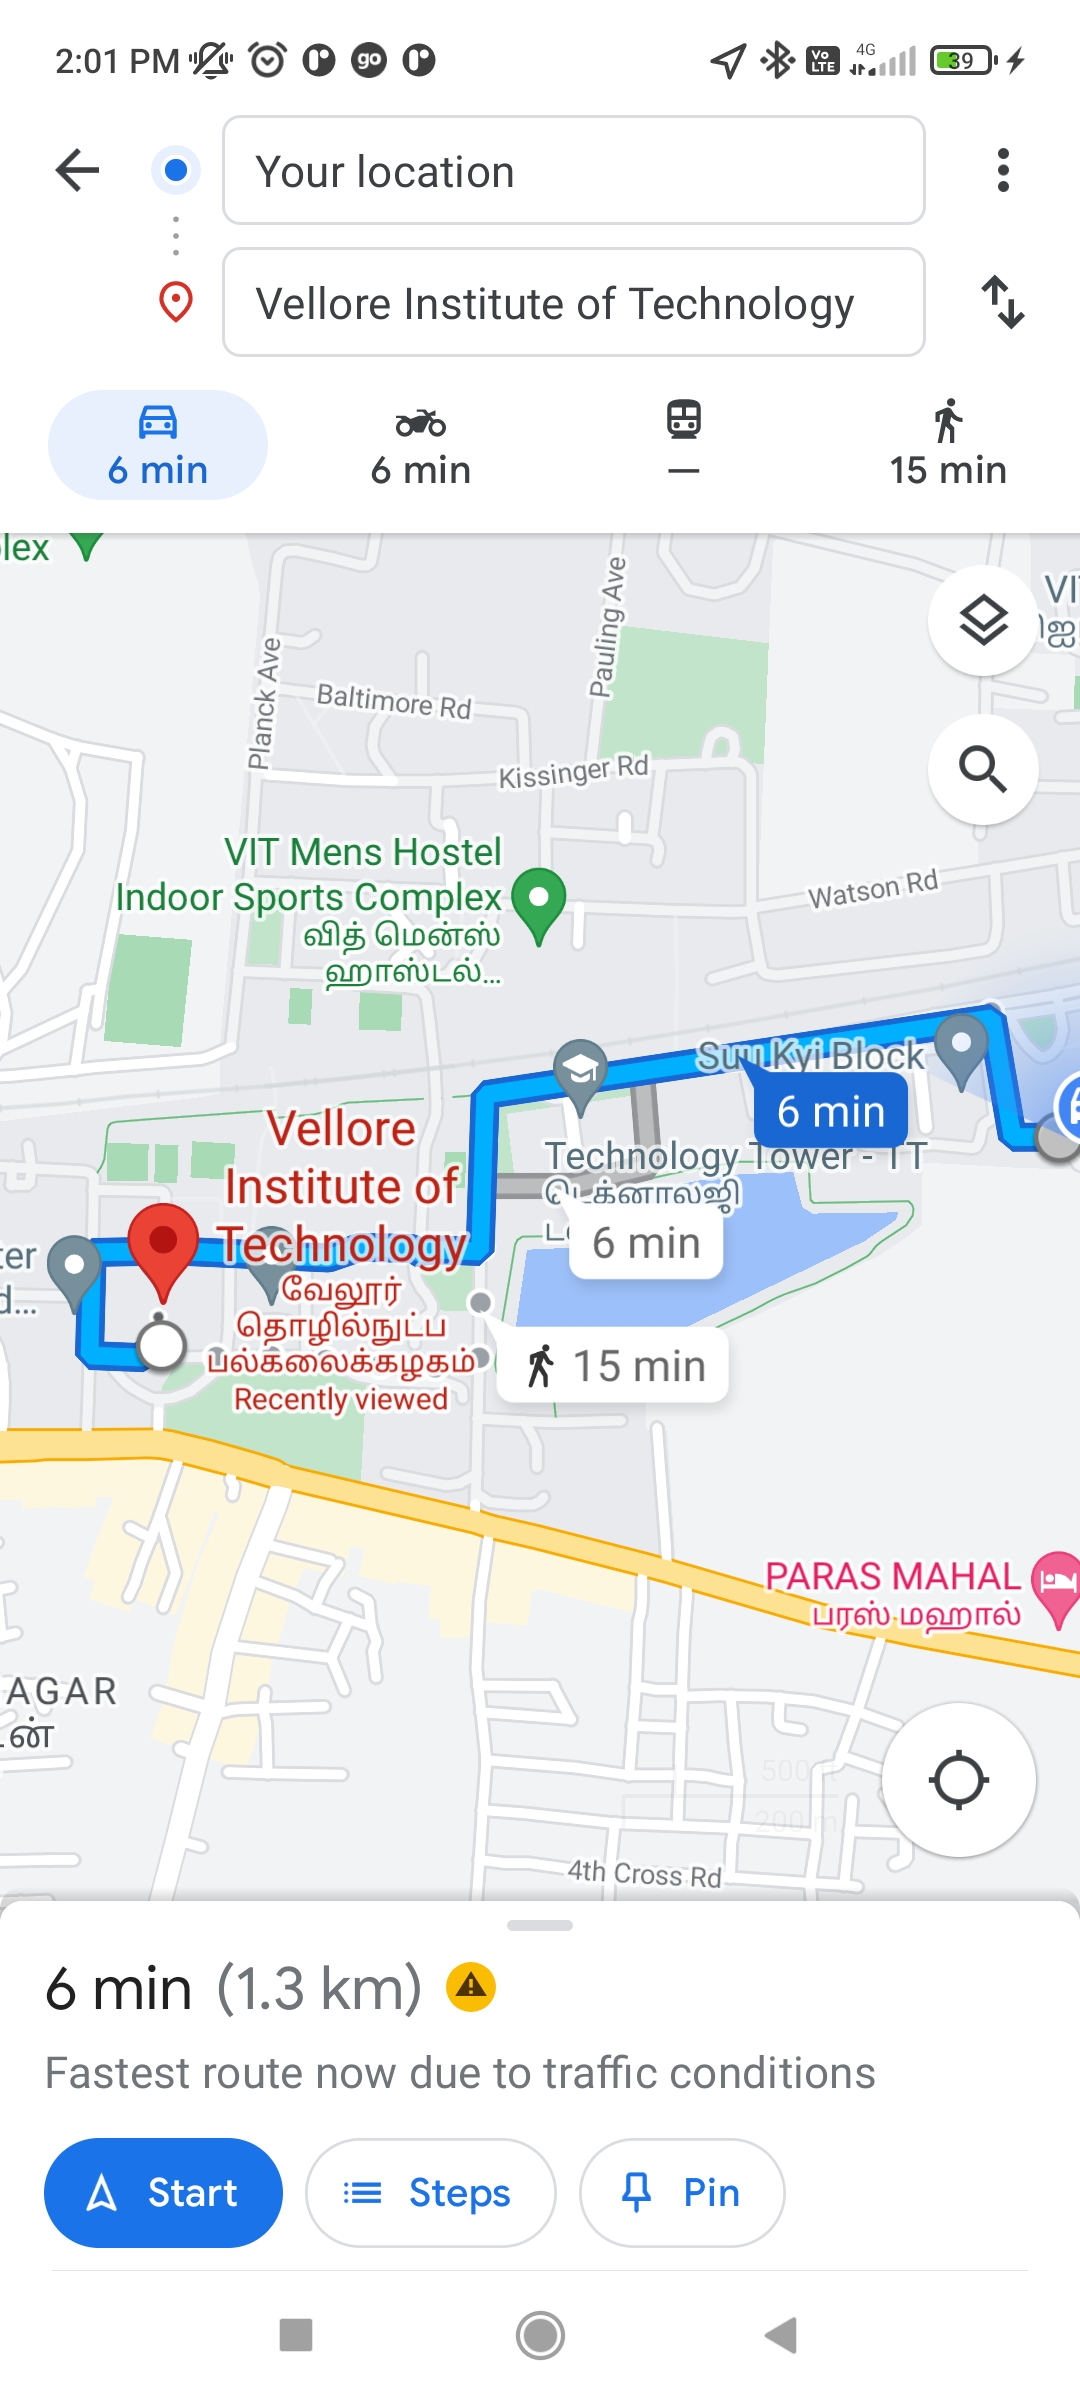 2:01 PM
go
Vo LTE
4G
39
Your location
Vellore Institute of Technology
6 min
6 min
—
15 min
lex
VI
Planck Ave
Pauling Ave
Baltimore Rd
Kissinger Rd
VIT Mens Hostel
Indoor Sports Complex
வித் மென்ஸ்
ஹாஸ்டல்...
Watson Rd
Suu Kyi Block
6 min
Vellore
Institute of
Technology
வேலூர்
தொழில்நுட்ப
பல்கலைக்கழகம்
Recently viewed
Technology Tower - TT
டெக்னாலஜி
6 min
ter
d...
15 min
PARAS MAHAL
பரஸ் மஹால்
AGAR
டன்
500 ft
200 m
4th Cross Rd
6 min (1.3 km)
Fastest route now due to traffic conditions
Start
Steps
Pin